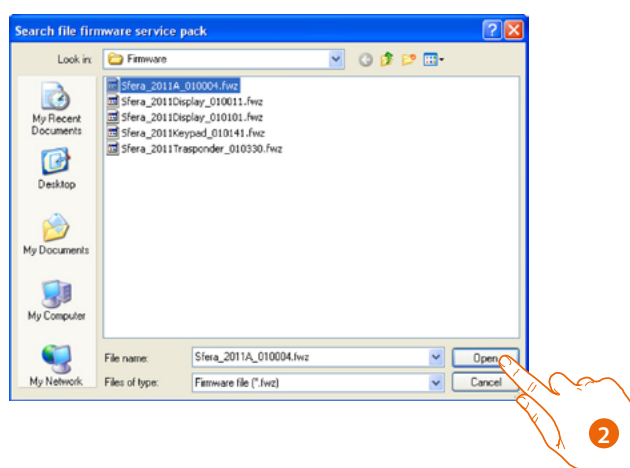 Search file firmware service pack
Look in: Firmware
Sfera_2011A_010004.fwz
Sfera_2011Display_010011.fwz
Sfera_2011Display_010101.fwz
Sfera_2011Keypad_010141.fwz
Sfera_2011Trasponder_010330.fwz
My Recent
Documents
Desktop
My Documents
My Computer
My Network
File name: Sfera_2011A_010004.fwz Open
Files of type: Firmware file (*.fwz) Cancel
2